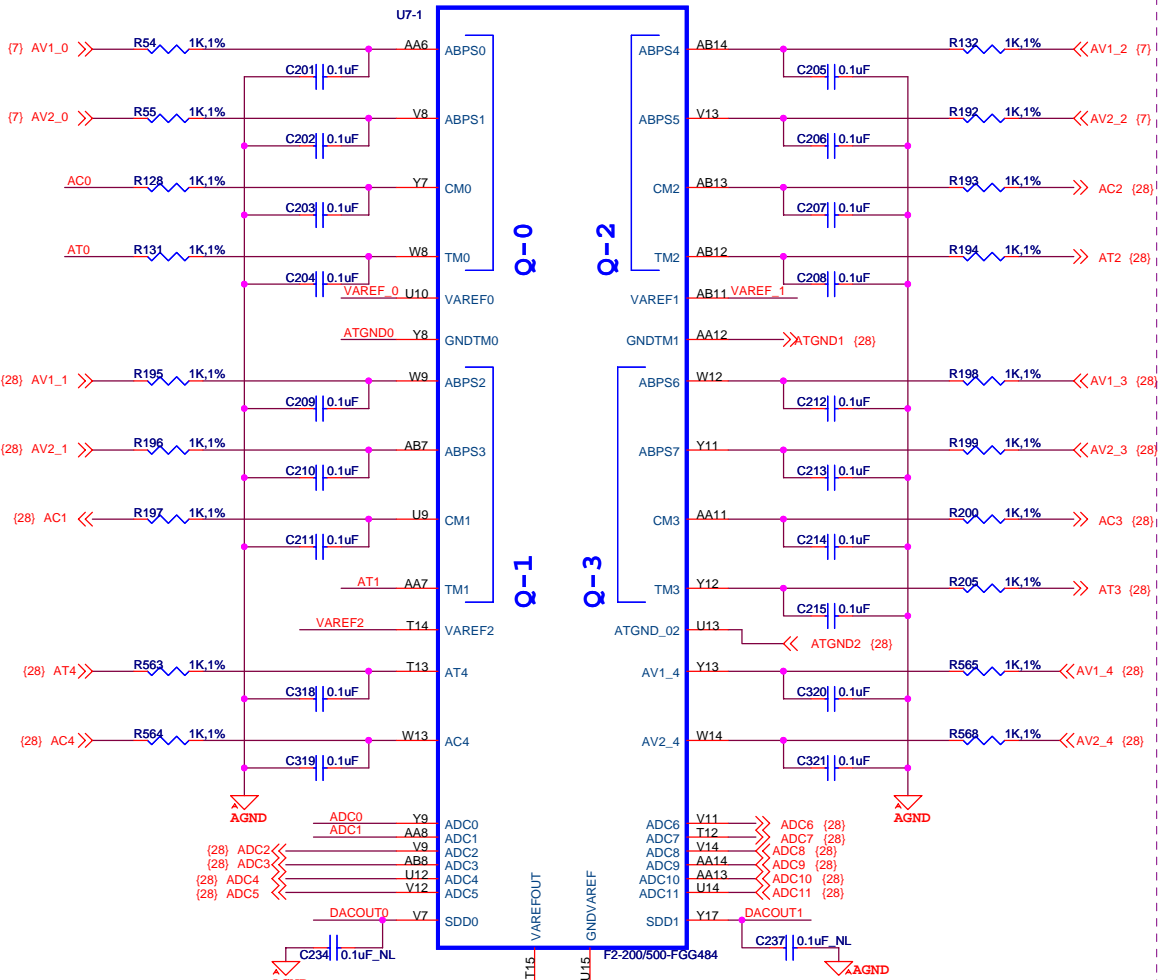 U7-1
{7} AV1_0 R54 1K,1% AA6 ABPS0 ABPS4 AB14 R132 1K,1% AV1_2 {7}
C201 0.1uF C205 0.1uF
{7} AV2_0 R55 1K,1% V8 ABPS1 ABPS5 V13 R192 1K,1% AV2_2 {7}
C202 0.1uF C206 0.1uF
AC0 R128 1K,1% Y7 CM0 CM2 AB13 R193 1K,1% AC2 {28}
C203 0.1uF C207 0.1uF
Q-0 Q-2
AT0 R131 1K,1% W8 TM0 TM2 AB12 R194 1K,1% AT2 {28}
C204 0.1uF C208 0.1uF
VAREF_0 U10 VAREF0 VAREF1 AB11 VAREF_1
ATGND0 Y8 GNDTM0 GNDTM1 AA12 ATGND1 {28}
{28} AV1_1 R195 1K,1% W9 ABPS2 ABPS6 W12 R198 1K,1% AV1_3 {28}
C209 0.1uF C212 0.1uF
{28} AV2_1 R196 1K,1% AB7 ABPS3 ABPS7 Y11 R199 1K,1% AV2_3 {28}
C210 0.1uF C213 0.1uF
{28} AC1 R197 1K,1% U9 CM1 CM3 AA11 R200 1K,1% AC3 {28}
C211 0.1uF C214 0.1uF
Q-1 Q-3
AT1 AA7 TM1 TM3 Y12 R205 1K,1% AT3 {28}
C215 0.1uF
VAREF2 T14 VAREF2 ATGND_02 U13 ATGND2 {28}
{28} AT4 R563 1K,1% T13 AT4 AV1_4 Y13 R565 1K,1% AV1_4 {28}
C318 0.1uF C320 0.1uF
{28} AC4 R564 1K,1% W13 AC4 AV2_4 W14 R568 1K,1% AV2_4 {28}
C319 0.1uF C321 0.1uF
A AGND A AGND
ADC0 Y9 ADC0 ADC6 V11 ADC6 {28}
ADC1 AA8 ADC1 ADC7 T12 ADC7 {28}
{28} ADC2 V9 ADC2 ADC8 V14 ADC8 {28}
{28} ADC3 AB8 ADC3 ADC9 AA14 ADC9 {28}
{28} ADC4 U12 ADC4 ADC10 AA13 ADC10 {28}
{28} ADC5 V12 ADC5 ADC11 U14 ADC11 {28}
DACOUT0 V7 SDD0 VAREFOUT GNDVAREF SDD1 Y17 DACOUT1
C234 0.1uF_NL T15 U15 F2-200/500-FGG484 C237 0.1uF_NL
A AGND A AGND